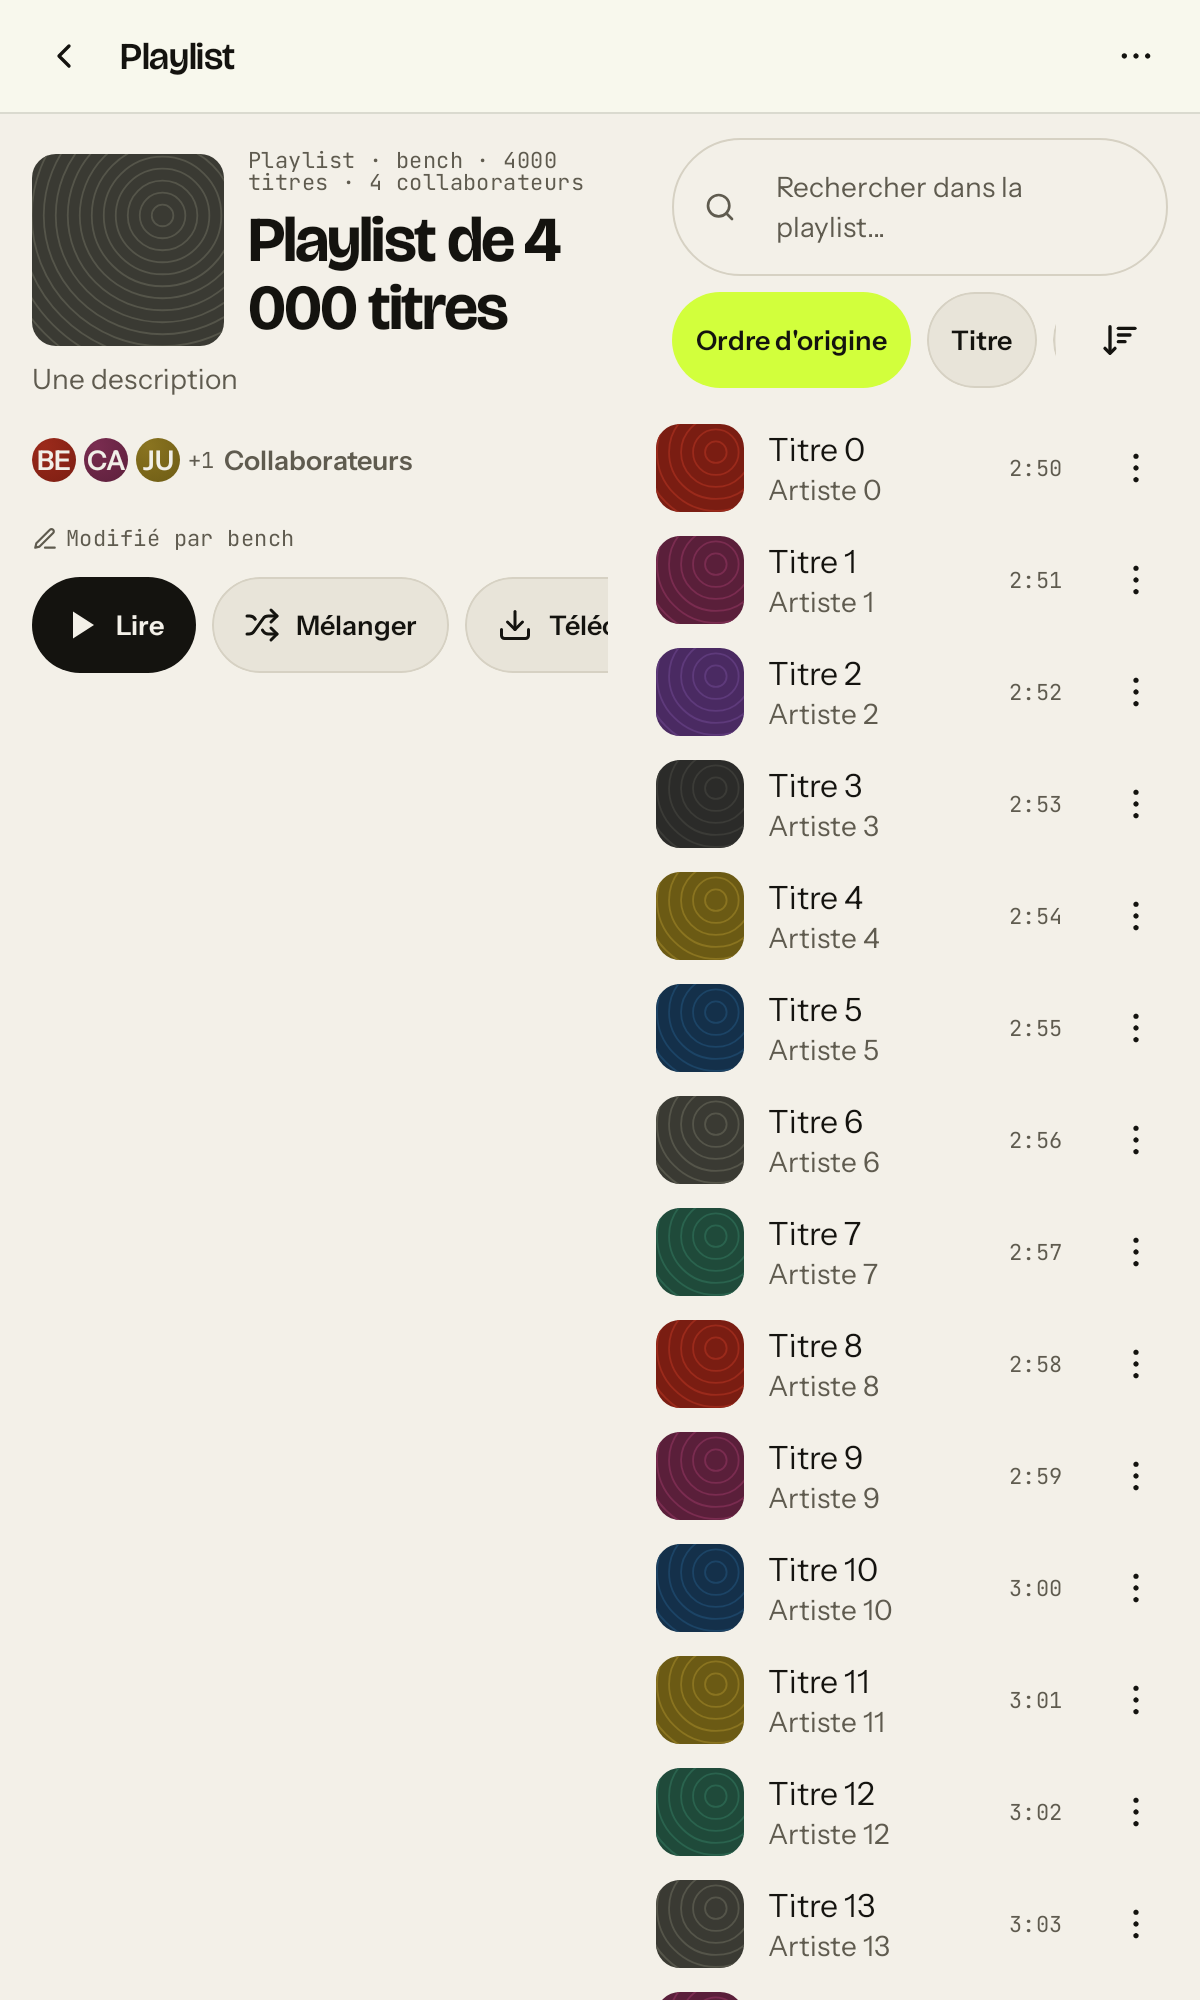 Playlist
Playlist · bench · 4000
titres · 4 collaborateurs
Playlist de 4
000 titres
Une description
BE CA JU +1 Collaborateurs
Modifié par bench
Lire Mélanger Téléc
Rechercher dans la
playlist...
Ordre d'origine Titre
Titre 0
Artiste 0
2:50
Titre 1
Artiste 1
2:51
Titre 2
Artiste 2
2:52
Titre 3
Artiste 3
2:53
Titre 4
Artiste 4
2:54
Titre 5
Artiste 5
2:55
Titre 6
Artiste 6
2:56
Titre 7
Artiste 7
2:57
Titre 8
Artiste 8
2:58
Titre 9
Artiste 9
2:59
Titre 10
Artiste 10
3:00
Titre 11
Artiste 11
3:01
Titre 12
Artiste 12
3:02
Titre 13
Artiste 13
3:03